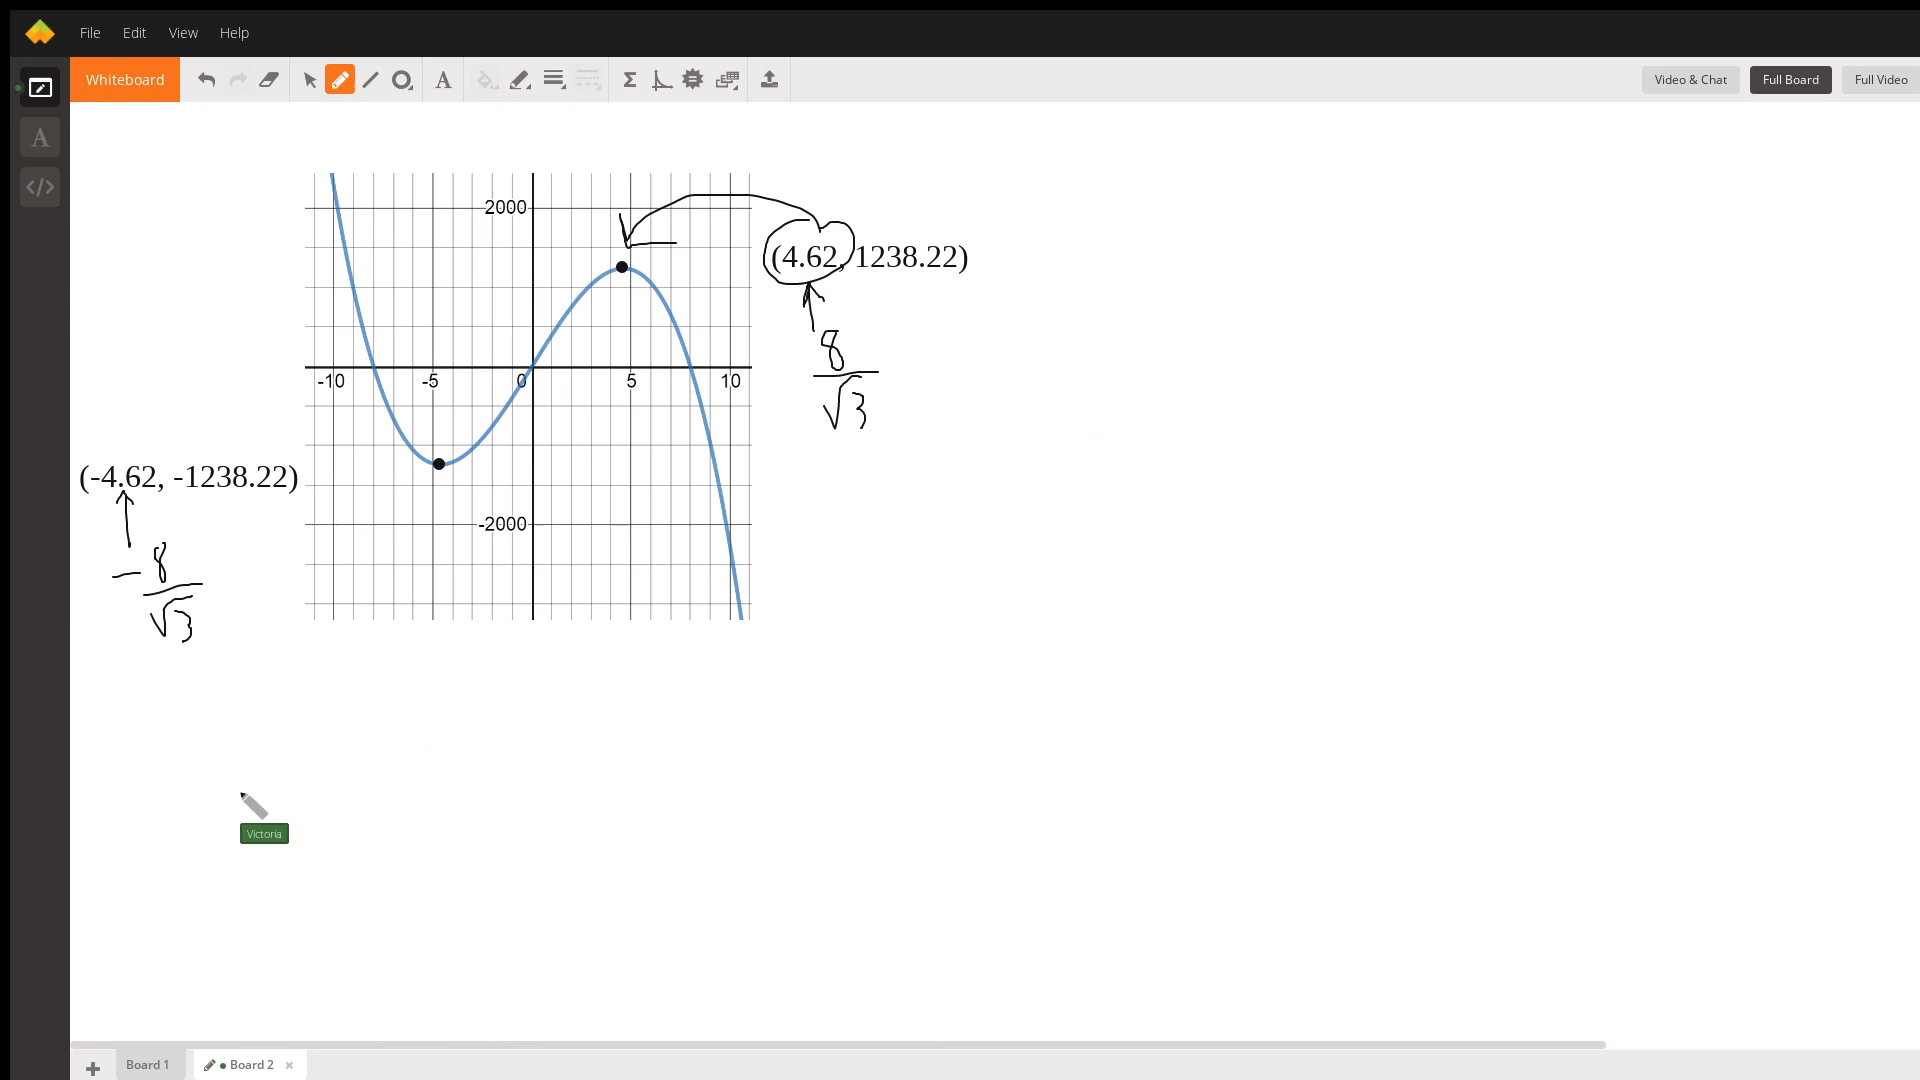 File Edit View Help
Whiteboard
A
Σ
Video & Chat
Full Board
Full Video
A
</>
2000
(4.62, 1238.22)
8
√3
-10 -5 0 5 10
(-4.62, -1238.22)
-2000
- 8
√3
Victoria
+ Board 1 Board 2 ×